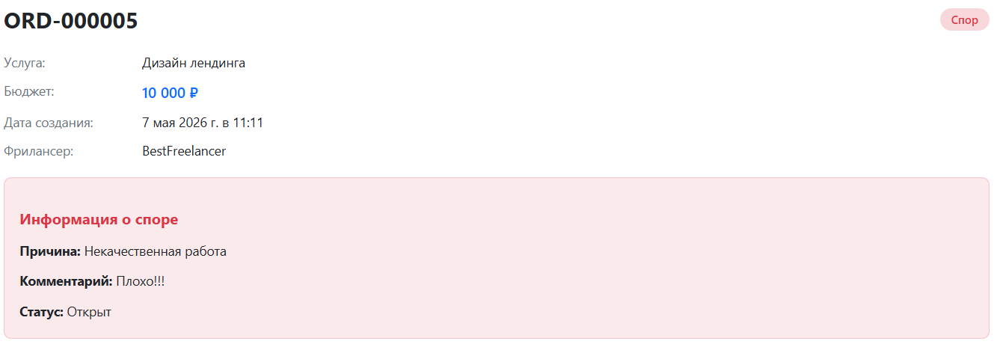 ORD-000005
Спор
Услуга: Дизайн лендинга
Бюджет: 10 000 ₽
Дата создания: 7 мая 2026 г. в 11:11
Фрилансер: BestFreelancer
Информация о споре
Причина: Некачественная работа
Комментарий: Плохо!!!
Статус: Открыт